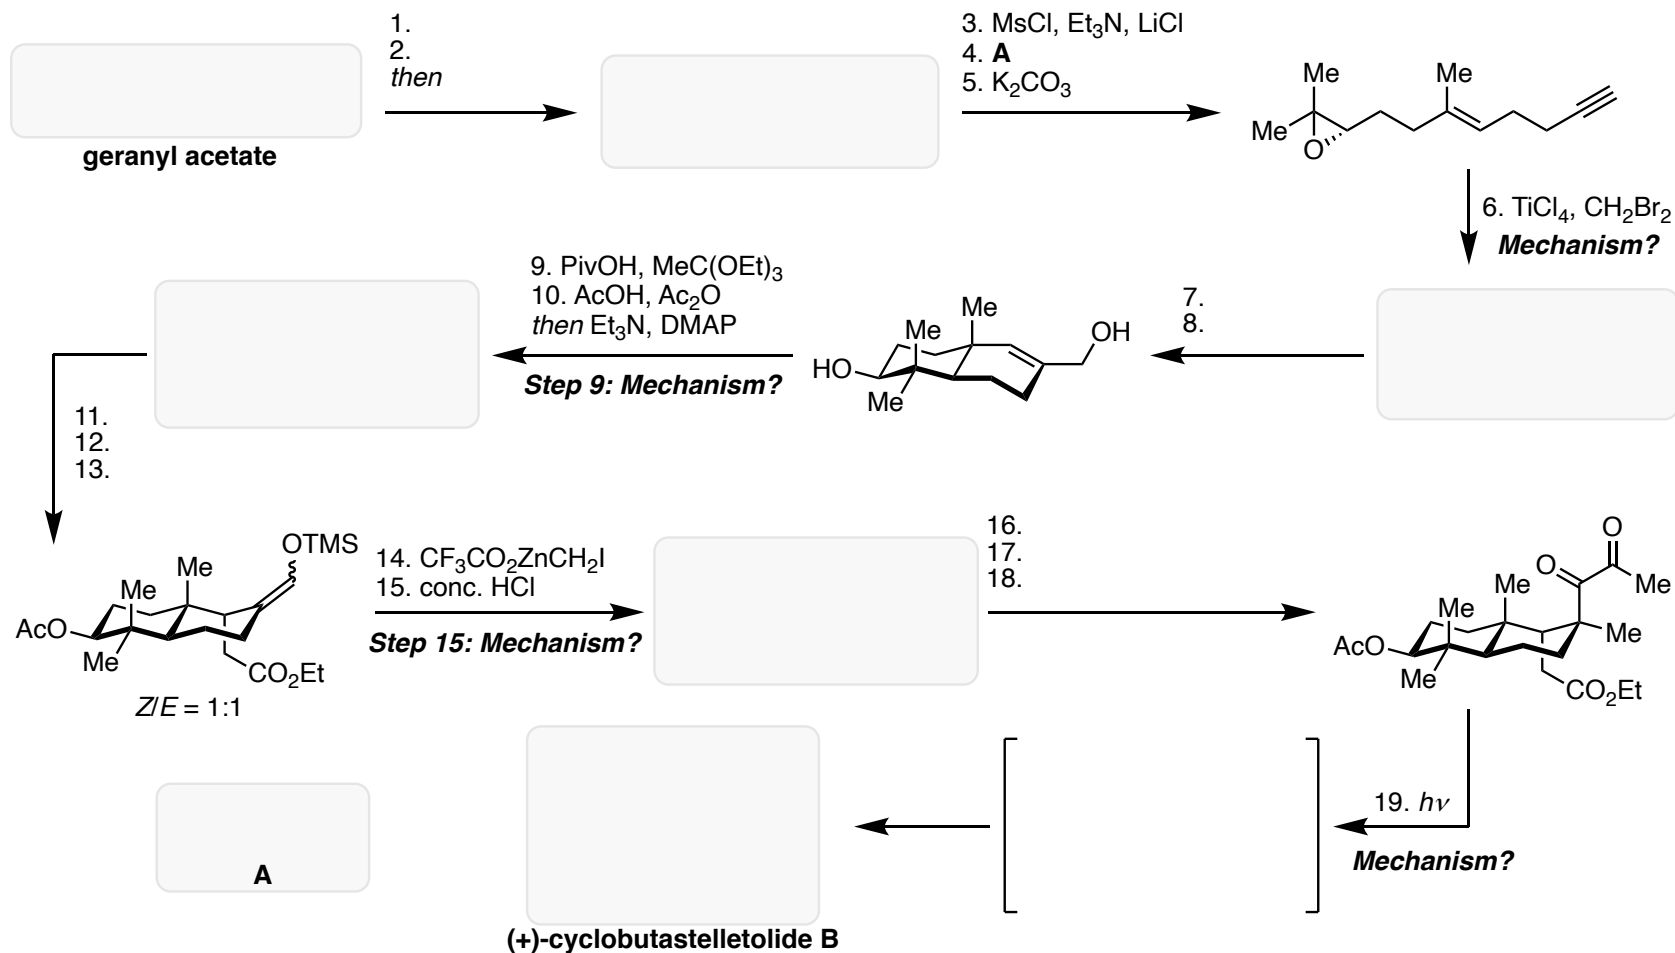 geranyl acetate
1.
2.
then
3. MsCl, Et3N, LiCl
4. A
5. K2CO3
Me
Me
Me
O
6. TiCl4, CH2Br2
Mechanism?
7.
8.
Me
Me
OH
HO
Me
9. PivOH, MeC(OEt)3
10. AcOH, Ac2O
then Et3N, DMAP
Step 9: Mechanism?
11.
12.
13.
OTMS
Me
Me
AcO
Me
CO2Et
Z/E = 1:1
14. CF3CO2ZnCH2I
15. conc. HCl
Step 15: Mechanism?
16.
17.
18.
O
O
Me
Me
Me
Me
AcO
Me
CO2Et
19. hν
Mechanism?
A
(+)-cyclobutastelletolide B